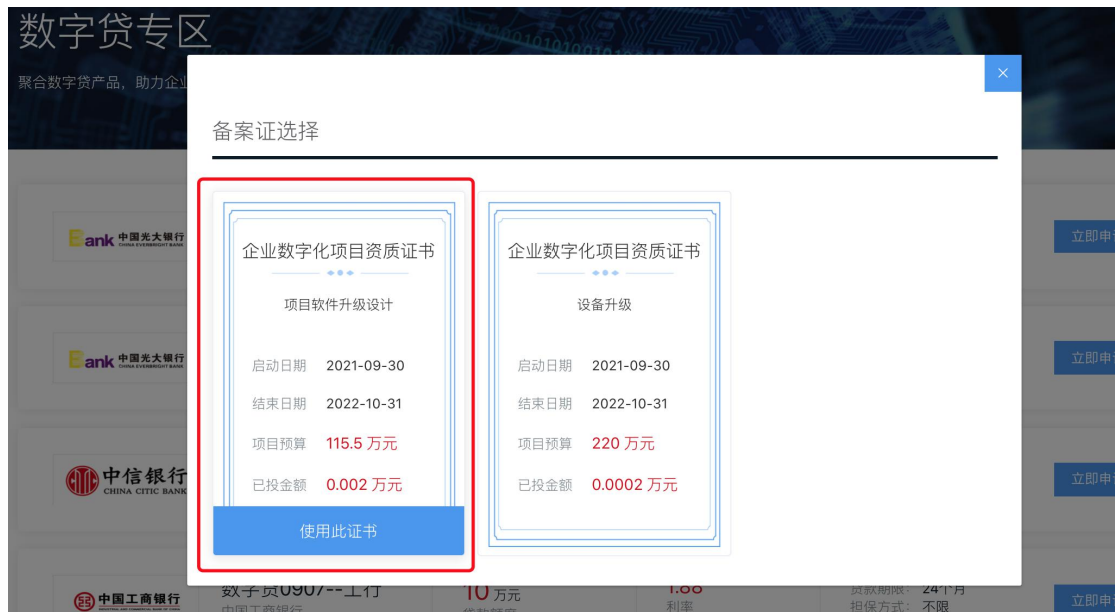 数字贷专区
聚合数字贷产品，助力企业
备案证选择
企业数字化项目资质证书
项目软件升级设计
启动日期 2021-09-30
结束日期 2022-10-31
项目预算 115.5 万元
已投金额 0.002 万元
使用此证书
企业数字化项目资质证书
设备升级
启动日期 2021-09-30
结束日期 2022-10-31
项目预算 220 万元
已投金额 0.0002 万元
Bank 中国光大银行
CHINA EVERBRIGHT BANK
立即申
Bank 中国光大银行
CHINA EVERBRIGHT BANK
立即申
中信银行
CHINA CITIC BANK
立即申
中国工商银行
数字贷0907--工行
中国工商银行
10 万元
1.88
利率
贷款期限: 24个月
担保方式: 不限
立即申